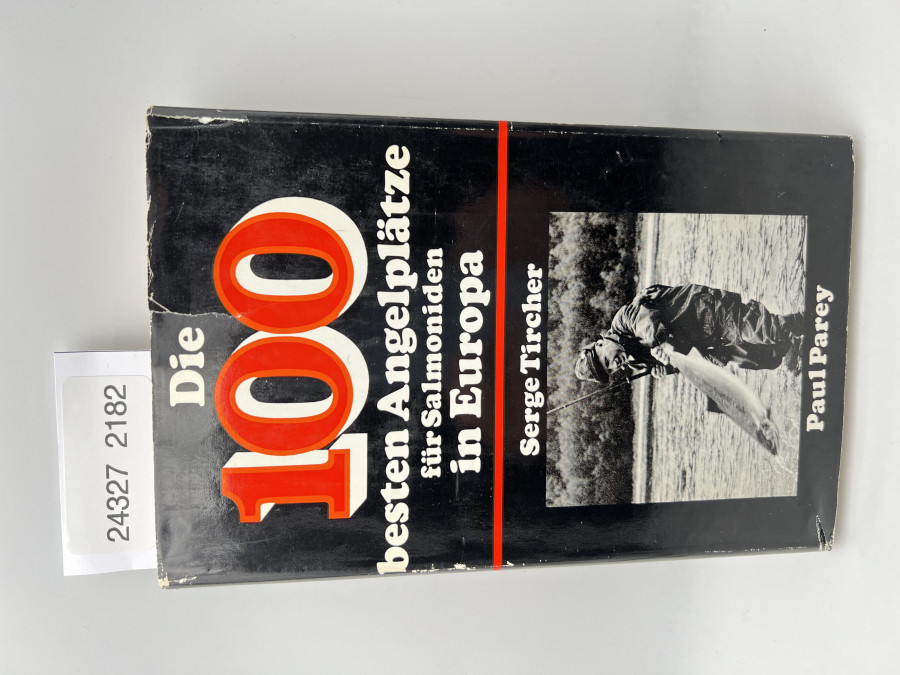 Die
100
besten Angelplätze
für Salmoniden
in Europa
Serge Tircher
Paul Parey
24327 2182